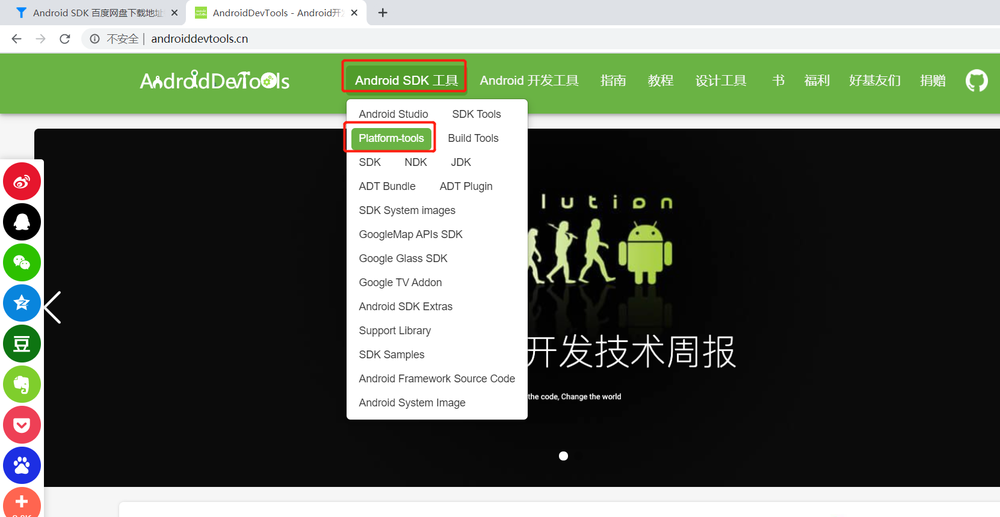 Android SDK 百度网盘下载地址
AndroidDevTools - Android开
不安全 | androiddevtools.cn
AndroidDevTools
Android SDK 工具 Android 开发工具 指南 教程 设计工具 书 福利 好基友们 捐赠
Android Studio SDK Tools
Platform-tools Build Tools
SDK NDK JDK
ADT Bundle ADT Plugin
SDK System images
GoogleMap APIs SDK
Google Glass SDK
Google TV Addon
Android SDK Extras
Support Library
SDK Samples
Android Framework Source Code
Android System Image
lution
开发技术周报
the code, Change the world
豆